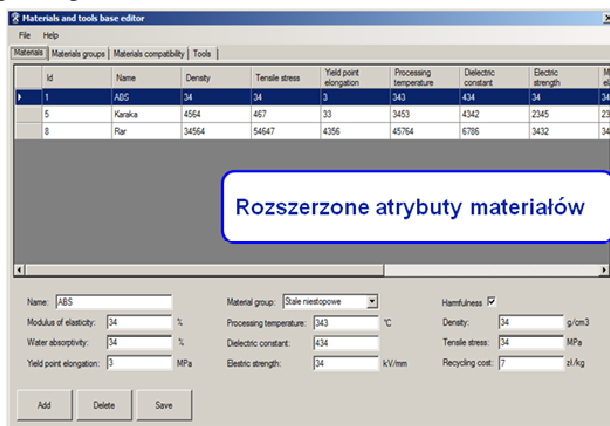 Materials and tools base editor
File Help
Materials Materials groups Materials compatibility Tools
Id Name Density Tensile stress Yield point elongation Processing temperature Dielectric constant Electric strength
1 ABS 34 34 3 343 434 34 34
5 Karaka 4564 467 33 3453 4342 2345
8 Rar 34564 54647 4356 45764 6786 3432
Rozszerzone atrybuty materiałów
Name: ABS Material group: Stale niestopowe Harmfulness
Modulus of elasticity: 34 % Processing temperature: 343 °C Density: 34 g/cm3
Water absorptivity: 34 % Dielectric constant: 434 Tensile stress: 34 MPa
Yield point elongation: 3 MPa Electric strength: 34 kV/mm Recycling cost: 7 zł/kg
Add Delete Save